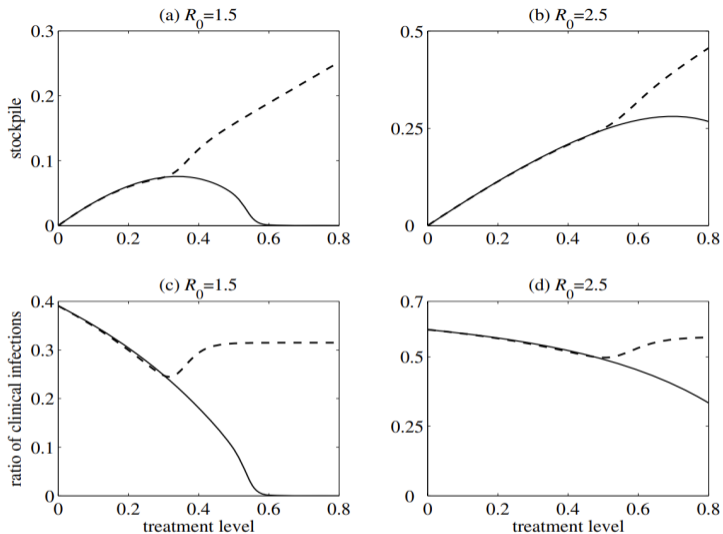 (a) R0=1.5
0.3
0.2
0.1
0
stockpile
0 0.2 0.4 0.6 0.8
(b) R0=2.5
0.5
0.25
0
0 0.2 0.4 0.6 0.8
(c) R0=1.5
0.4
0.3
0.2
0.1
0
ratio of clinical infections
0 0.2 0.4 0.6 0.8
treatment level
(d) R0=2.5
0.7
0.5
0.25
0
0 0.2 0.4 0.6 0.8
treatment level